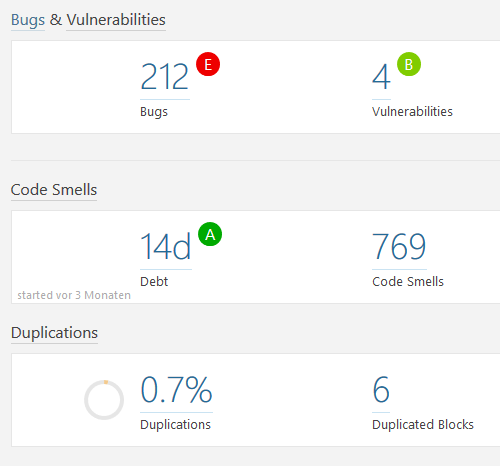 Bugs & Vulnerabilities
212 E
4 B
Bugs
Vulnerabilities
Code Smells
14d A
769
Debt
Code Smells
started vor 3 Monaten
Duplications
0.7%
6
Duplications
Duplicated Blocks